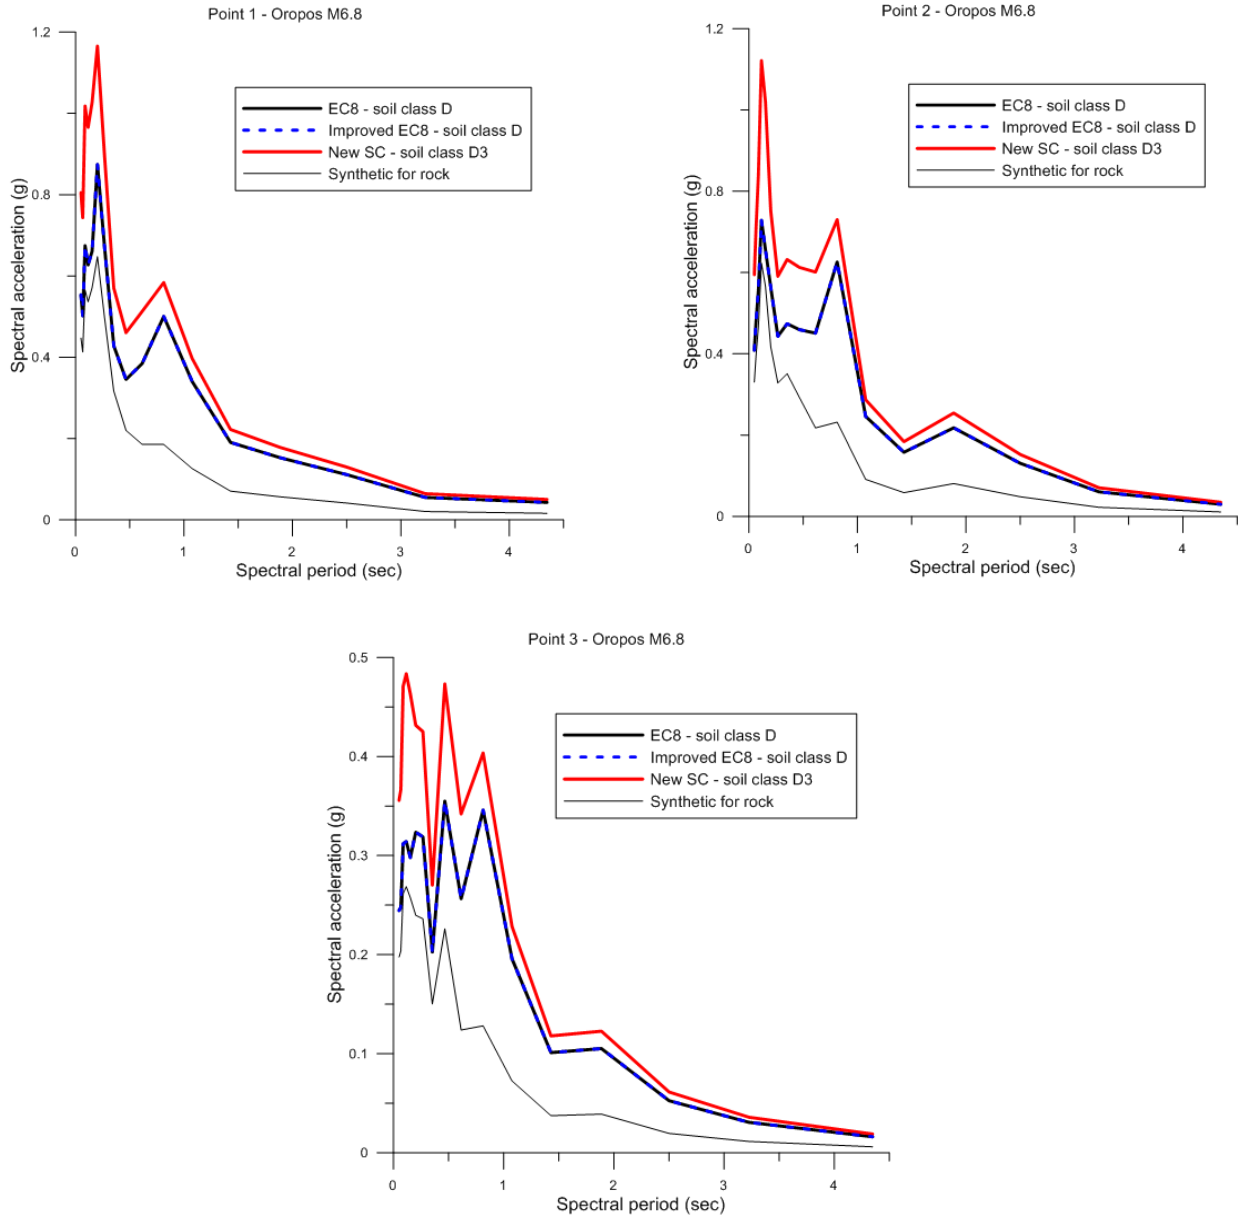 Point 1 - Oropos M6.8
1.2
0.8
0.4
0
Spectral acceleration (g)
EC8 - soil class D
Improved EC8 - soil class D
New SC - soil class D3
Synthetic for rock
0 1 2 3 4
Spectral period (sec)
Point 2 - Oropos M6.8
1.2
0.8
0.4
0
Spectral acceleration (g)
EC8 - soil class D
Improved EC8 - soil class D
New SC - soil class D3
Synthetic for rock
0 1 2 3 4
Spectral period (sec)
Point 3 - Oropos M6.8
0.5
0.4
0.3
0.2
0.1
0
Spectral acceleration (g)
EC8 - soil class D
Improved EC8 - soil class D
New SC - soil class D3
Synthetic for rock
0 1 2 3 4
Spectral period (sec)